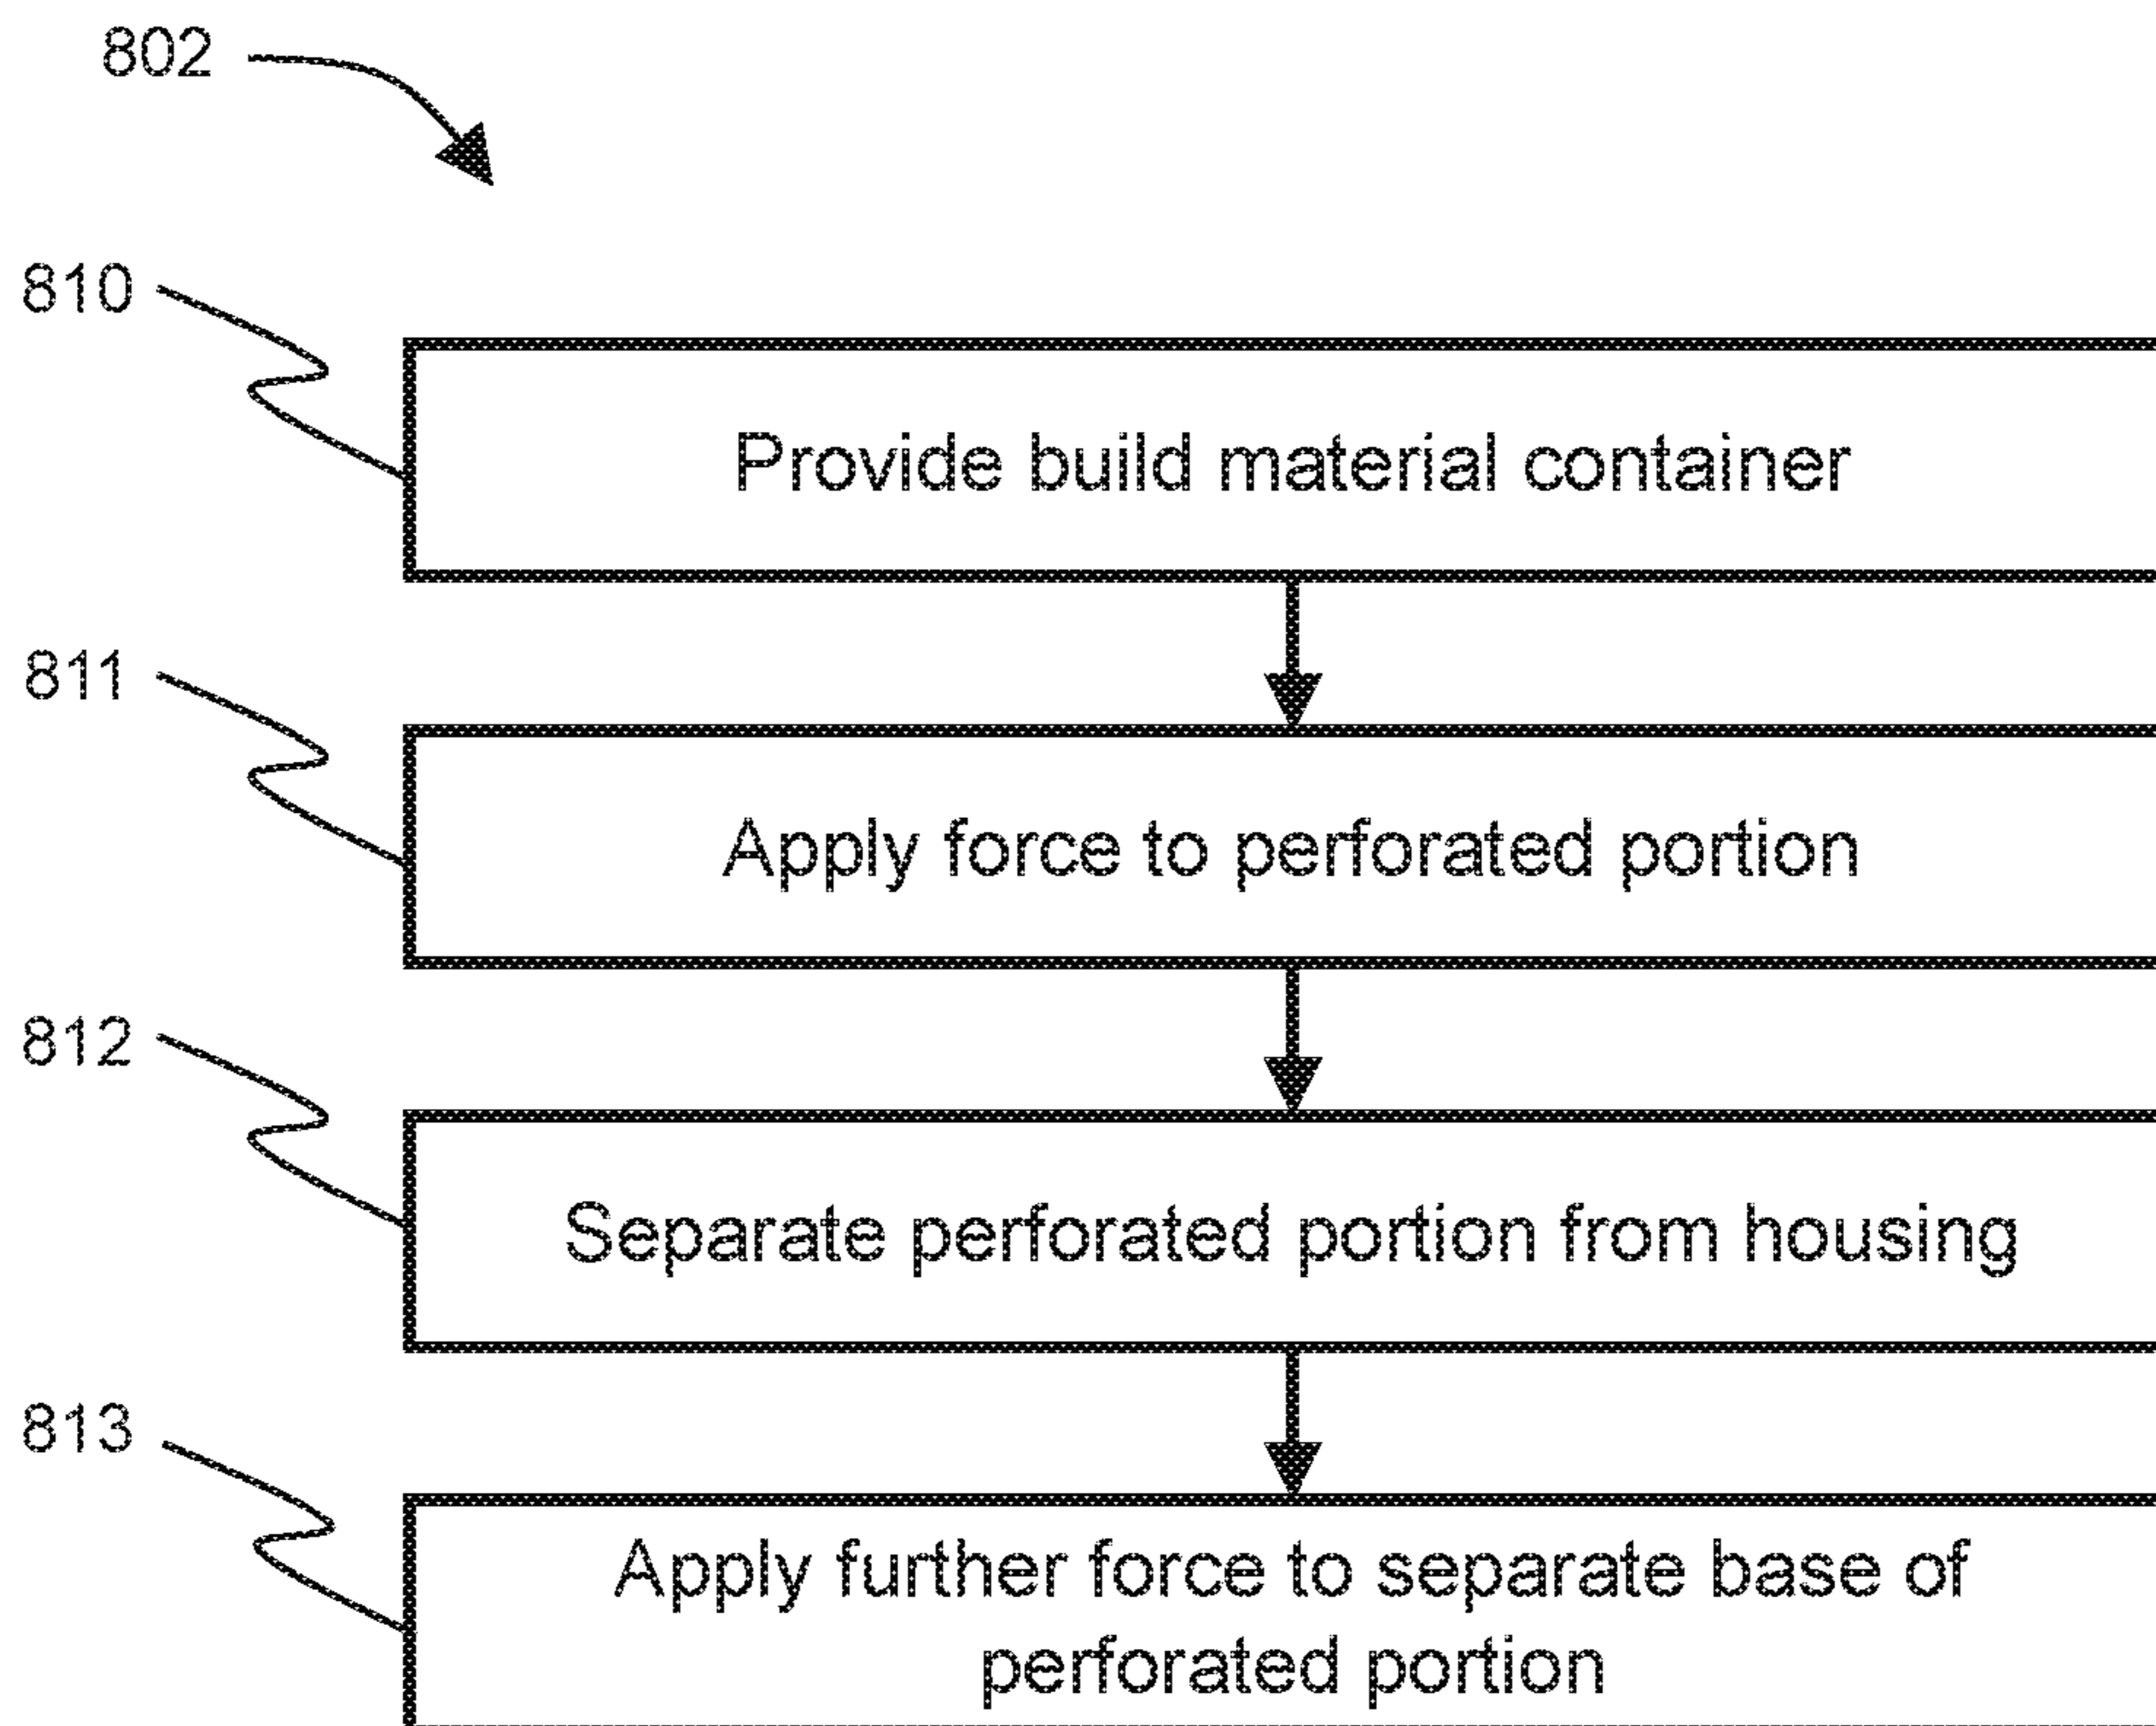 802
810
Provide build material container
811
Apply force to perforated portion
812
Separate perforated portion from housing
813
Apply further force to separate base of
perforated portion